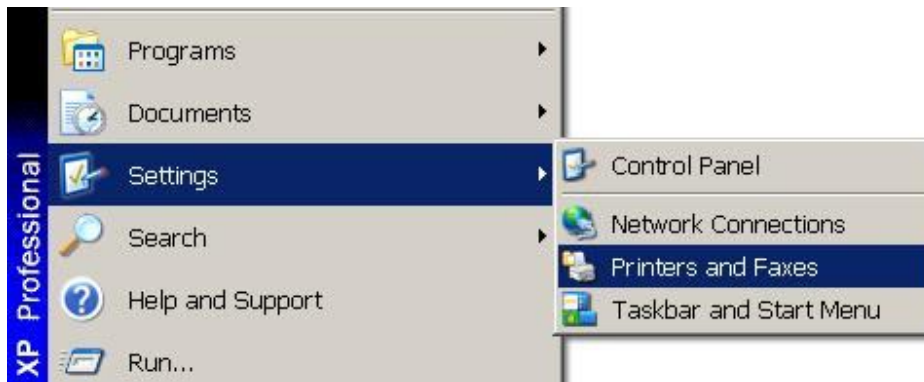 Programs
Documents
Settings
Search
Help and Support
Run...
Control Panel
Network Connections
Printers and Faxes
Taskbar and Start Menu
XP Professional